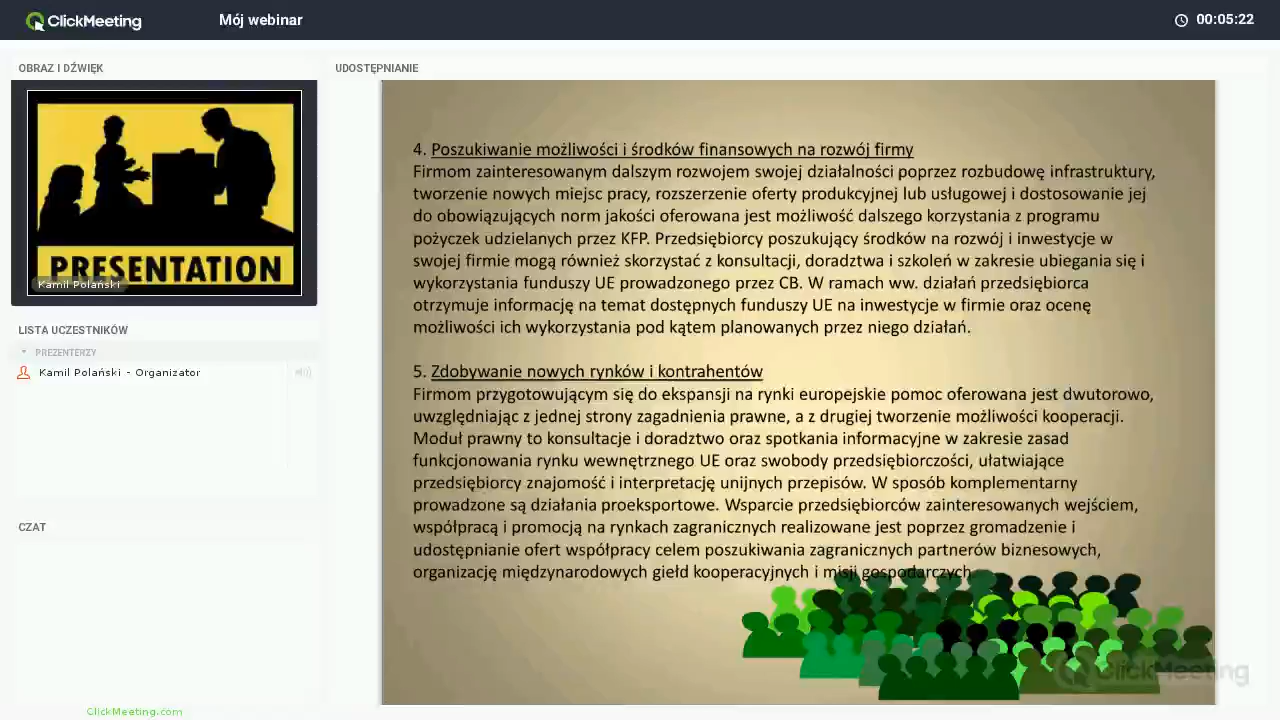 ClickMeeting
Mój webinar
00:05:22
OBRAZ I DŹWIĘK
PRESENTATION
Kamil Polański
LISTA UCZESTNIKÓW
PREZENTERZY
Kamil Polański - Organizator
CZAT
ClickMeeting.com
UDOSTĘPNIANIE
4. Poszukiwanie możliwości i środków finansowych na rozwój firmy
Firmom zainteresowanym dalszym rozwojem swojej działalności poprzez rozbudowę infrastruktury,
tworzenie nowych miejsc pracy, rozszerzenie oferty produkcyjnej lub usługowej i dostosowanie jej
do obowiązujących norm jakości oferowana jest możliwość dalszego korzystania z programu
pożyczek udzielanych przez KFP. Przedsiębiorcy poszukujący środków na rozwój i inwestycje w
swojej firmie mogą również skorzystać z konsultacji, doradztwa i szkoleń w zakresie ubiegania się i
wykorzystania funduszy UE prowadzonego przez CB. W ramach ww. działań przedsiębiorca
otrzymuje informację na temat dostępnych funduszy UE na inwestycje w firmie oraz ocenę
możliwości ich wykorzystania pod kątem planowanych przez niego działań.
5. Zdobywanie nowych rynków i kontrahentów
Firmom przygotowującym się do ekspansji na rynki europejskie pomoc oferowana jest dwutorowo,
uwzględniając z jednej strony zagadnienia prawne, a z drugiej tworzenie możliwości kooperacji.
Moduł prawny to konsultacje i doradztwo oraz spotkania informacyjne w zakresie zasad
funkcjonowania rynku wewnętrznego UE oraz swobody przedsiębiorczości, ułatwiające
przedsiębiorcy znajomość i interpretację unijnych przepisów. W sposób komplementarny
prowadzone są działania proeksportowe. Wsparcie przedsiębiorców zainteresowanych wejściem,
współpracą i promocją na rynkach zagranicznych realizowane jest poprzez gromadzenie i
udostępnianie ofert współpracy celem poszukiwania zagranicznych partnerów biznesowych,
organizację międzynarodowych giełd kooperacyjnych i misji gospodarczych
ClickMeeting